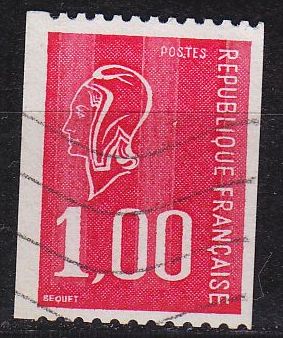 POSTES
REPUBLIQUE FRANÇAISE
1,00
BEQUET